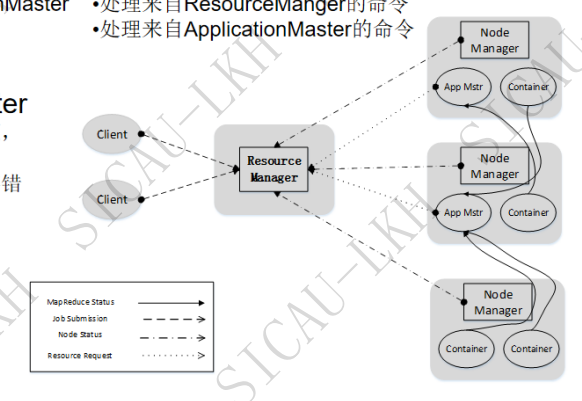 nMaster •处理来自ResourceManger的命令
•处理来自ApplicationMaster的命令
ter
，
错
Client
Client
Resource
Manager
Node
Manager
App Mstr
Container
Node
Manager
App Mstr
Container
Node
Manager
Container
Container
MapReduce Status
Job Submission
Node Status
Resource Request
SICAU-LKH
SICAU-LKH
SICAU-LKH
SICAU
KH